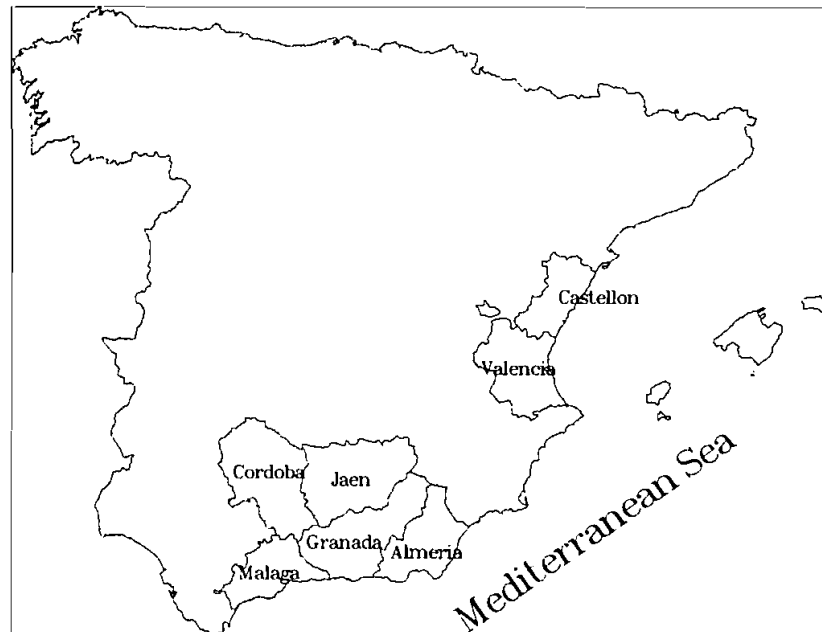 Castellon
Valencia
Cordoba
Jaen
Granada
Almeria
Malaga
Mediterranean Sea